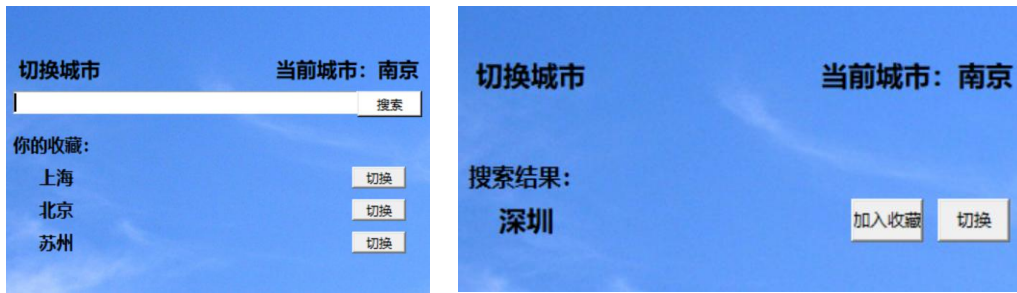 切换城市 当前城市：南京
搜索
你的收藏：
上海 切换
北京 切换
苏州 切换
切换城市 当前城市：南京
搜索结果：
深圳 加入收藏 切换